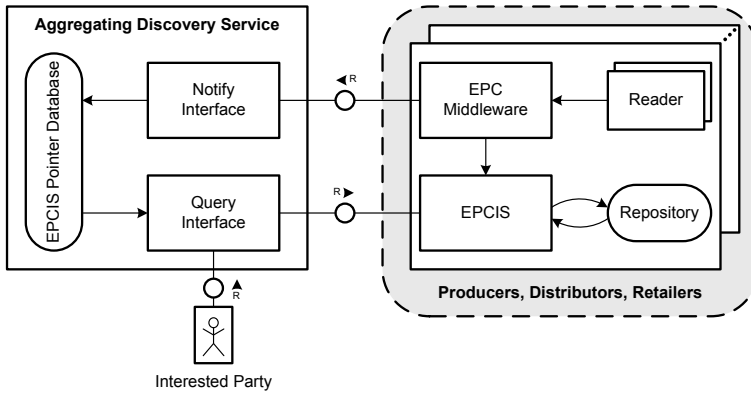 Aggregating Discovery Service
EPCIS Pointer Database
Notify
Interface
Query
Interface
R
R
R
EPC
Middleware
Reader
EPCIS
Repository
Producers, Distributors, Retailers
Interested Party